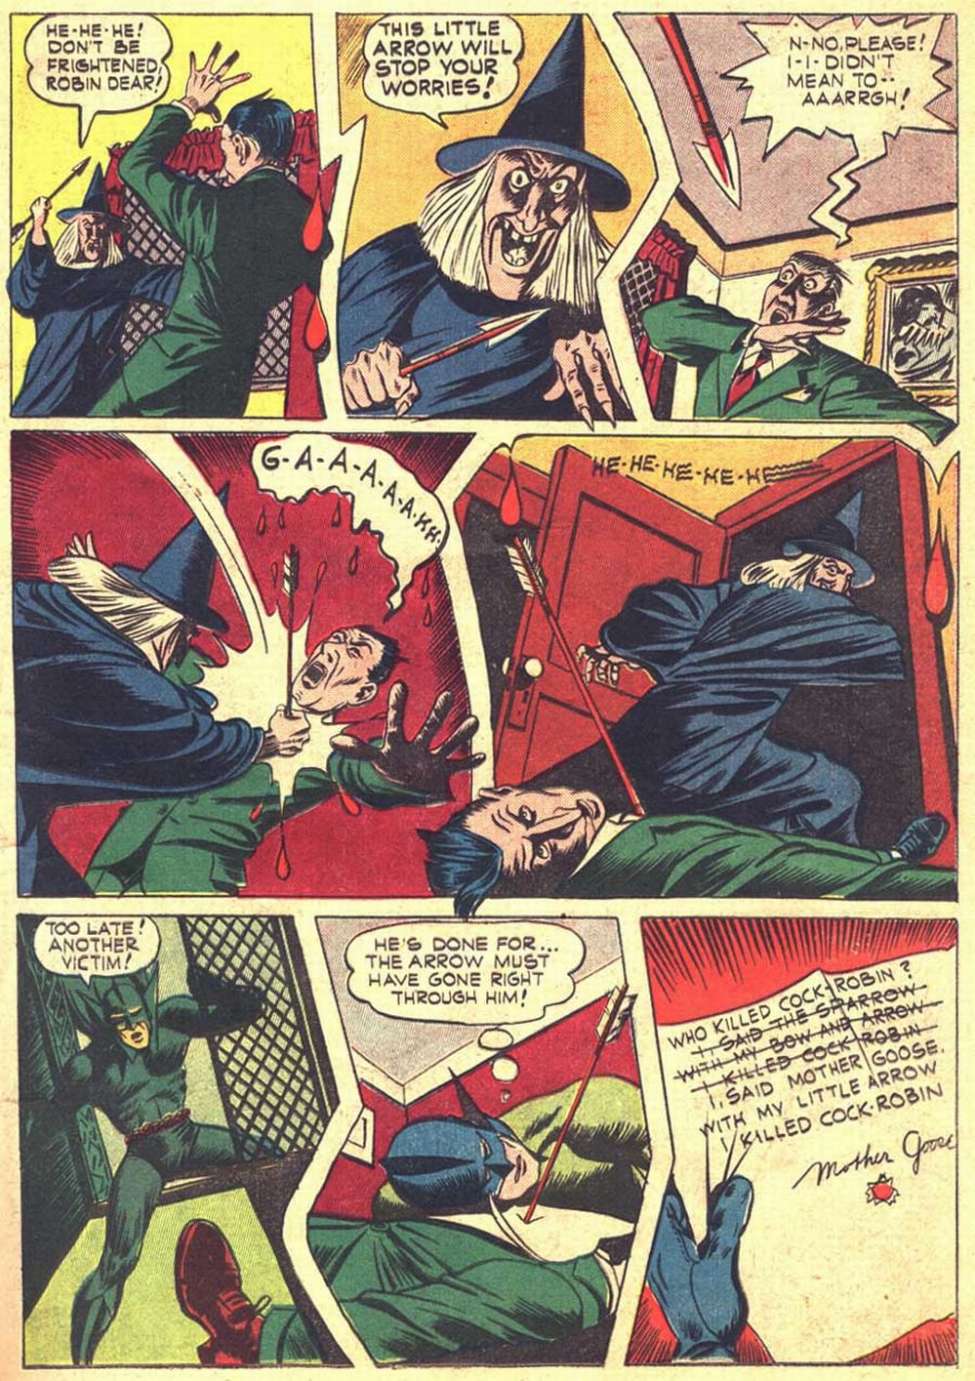 HE-HE-HE!
DON'T BE
FRIGHTENED,
ROBIN DEAR!
THIS LITTLE
ARROW WILL
STOP YOUR
WORRIES!
N-NO, PLEASE!
I-I-DIDN'T
MEAN TO--
AAARRGH!
G-A-A-A-A-A-KH.
HE-HE-HE-HE-HE
TOO LATE!
ANOTHER
VICTIM!
HE'S DONE FOR...
THE ARROW MUST
HAVE GONE RIGHT
THROUGH HIM!
WHO KILLED COCK-ROBIN?
I, SAID THE SPARROW
WITH MY BOW AND ARROW
I KILLED COCK ROBIN
I, SAID MOTHER GOOSE.
WITH MY LITTLE ARROW
I KILLED COCK-ROBIN
Mother Goose